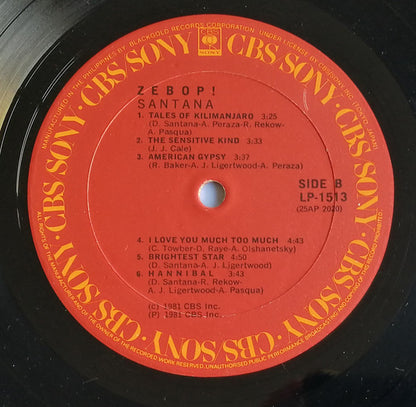 MANUFACTURED IN THE PHILIPPINES BY BLACKGOLD RECORDS CORPORATION UNDER LICENSE BY CBS/SONY INC. (TOKYO JAPAN)
CBS/SONY · CBS/SONY · CBS/SONY · CBS/SONY · CBS/SONY · CBS/SONY
CBS
SONY
ZEBOP!
SANTANA
1. TALES OF KILIMANJARO 3:25
(D. Santana-A. Peraza-R. Rekow-
A. Pasqua)
2. THE SENSITIVE KIND 3:33
(J. J. Cale)
3. AMERICAN GYPSY 3:37
(R. Baker-A. J. Ligertwood-A. Peraza)
SIDE B
LP-1513
(25AP 2020)
4. I LOVE YOU MUCH TOO MUCH 4:43
(C. Towber-D. Raye-A. Olshanetsky)
5. BRIGHTEST STAR 4:50
(D. Santana-A. J. Ligertwood)
6. HANNIBAL 3:43
(D. Santana-R. Rekow-A.
J. Ligertwood-A. Pasqua)
(c) 1981 CBS Inc.
(P) 1981 CBS Inc.
ALL RIGHTS OF THE MANUFACTURER AND OF THE OWNER OF THE RECORDED WORK RESERVED. UNAUTHORISED PUBLIC PERFORMANCE BROADCASTING AND COPYING OF THIS RECORD PROHIBITED.